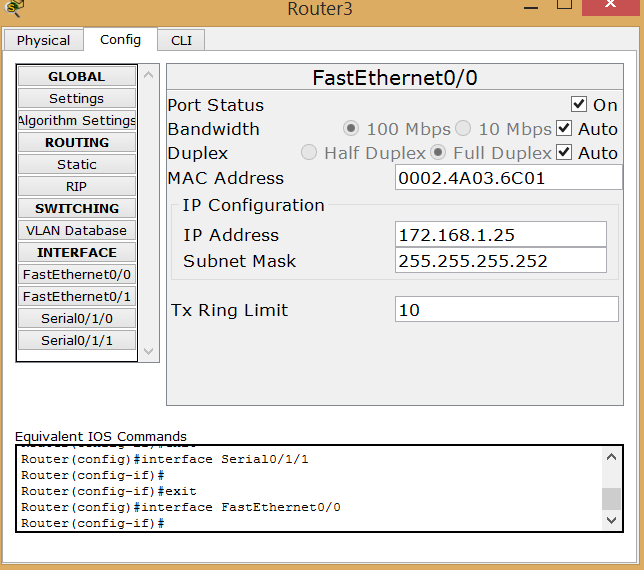 Router3
Physical Config CLI
GLOBAL
Settings
Algorithm Settings
ROUTING
Static
RIP
SWITCHING
VLAN Database
INTERFACE
FastEthernet0/0
FastEthernet0/1
Serial0/1/0
Serial0/1/1
FastEthernet0/0
Port Status On
Bandwidth 100 Mbps 10 Mbps Auto
Duplex Half Duplex Full Duplex Auto
MAC Address 0002.4A03.6C01
IP Configuration
IP Address 172.168.1.25
Subnet Mask 255.255.255.252
Tx Ring Limit 10
Equivalent IOS Commands
Router(config-if)#exit
Router(config)#interface Serial0/1/1
Router(config-if)#
Router(config-if)#exit
Router(config)#interface FastEthernet0/0
Router(config-if)#